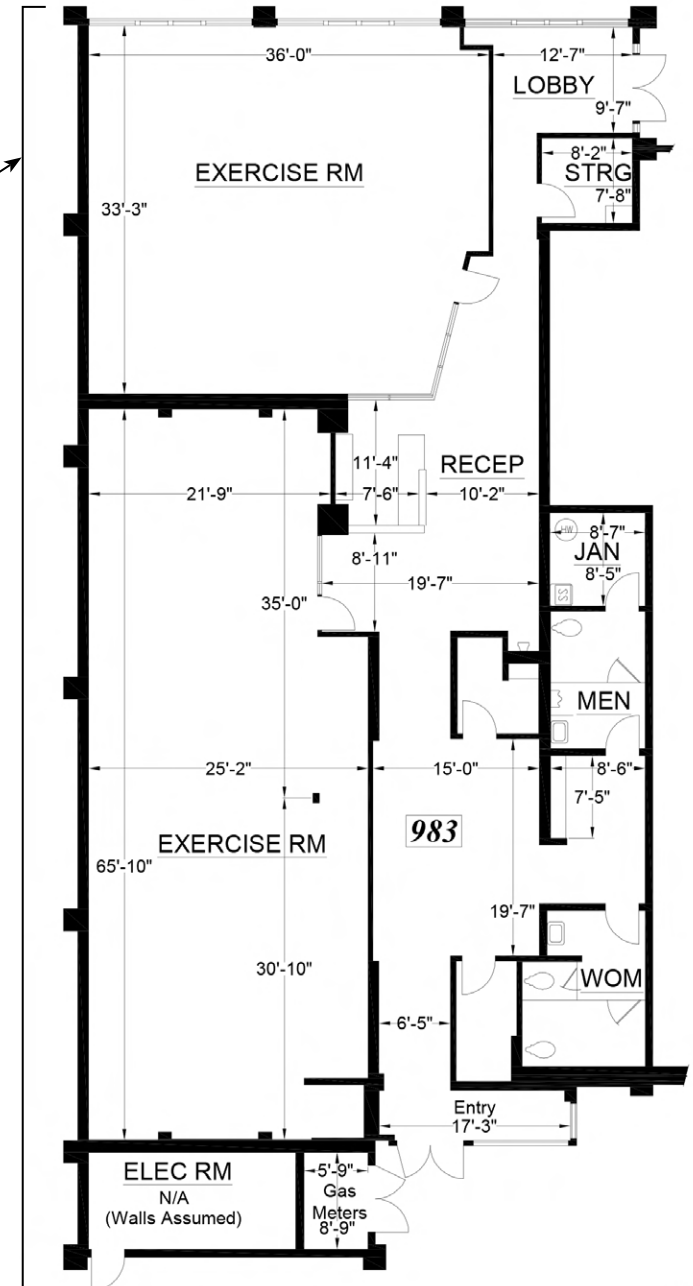 36'-0"
12'-7"
LOBBY
9'-7"
8'-2"
STRG
7'-8"
EXERCISE RM
33'-3"
11'-4"
RECEP
21'-9"
7'-6"
10'-2"
HW
8'-7"
JAN
8'-5"
SS
8'-11"
19'-7"
35'-0"
MEN
25'-2"
15'-0"
8'-6"
7'-5"
983
EXERCISE RM
65'-10"
19'-7"
30'-10"
WOM
6'-5"
Entry
17'-3"
ELEC RM
N/A
(Walls Assumed)
5'-9"
Gas
Meters
8'-9"